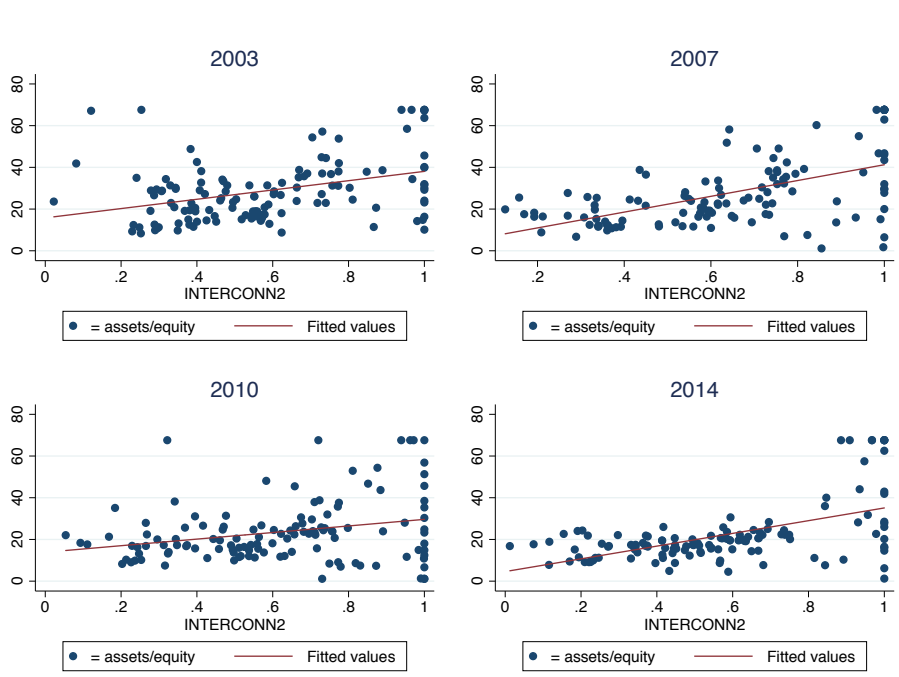 2003
80
60
40
20
0
0 .2 .4 .6 .8 1
INTERCONN2
= assets/equity Fitted values
2007
80
60
40
20
0
.2 .4 .6 .8 1
INTERCONN2
= assets/equity Fitted values
2010
80
60
40
20
0
0 .2 .4 .6 .8 1
INTERCONN2
= assets/equity Fitted values
2014
80
60
40
20
0
0 .2 .4 .6 .8 1
INTERCONN2
= assets/equity Fitted values